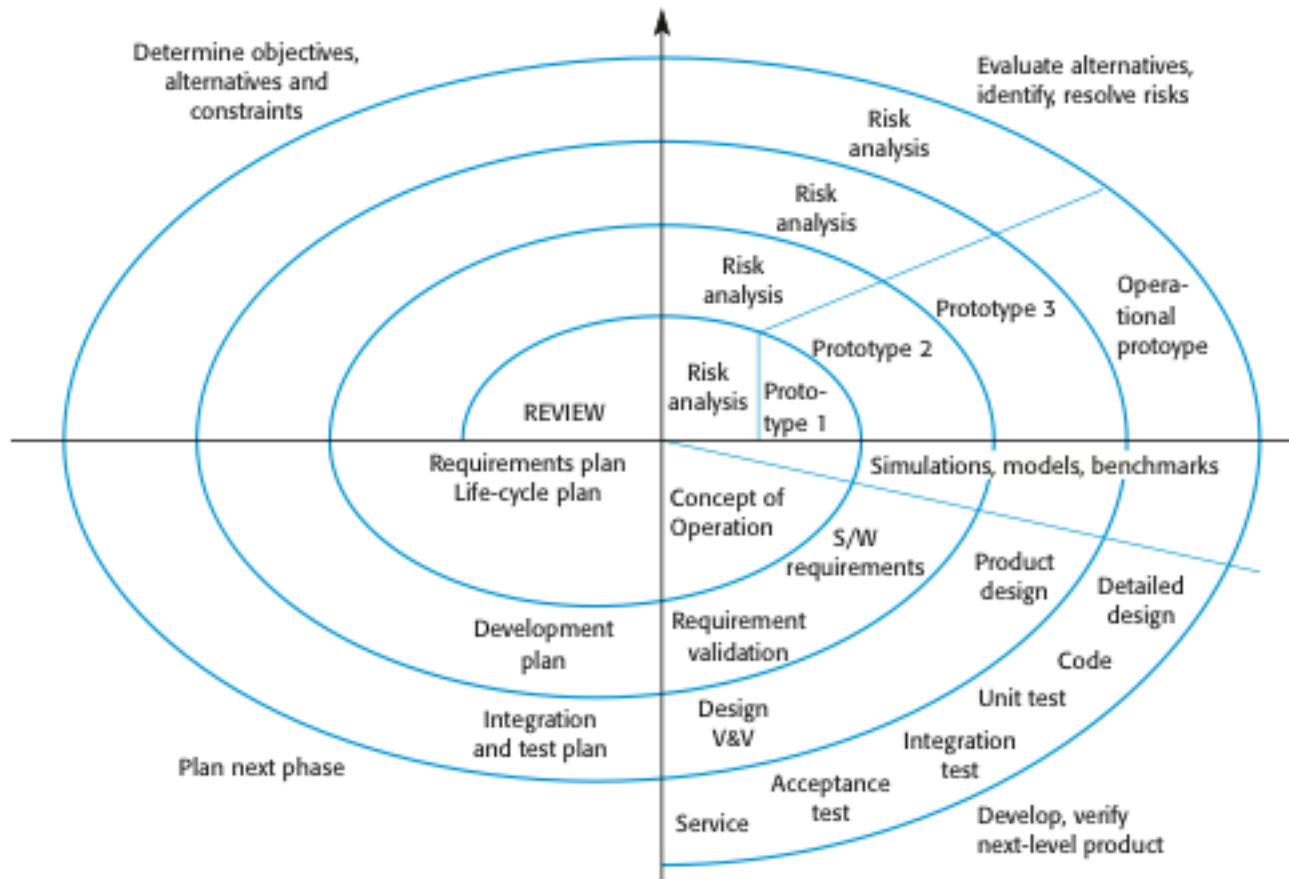 Determine objectives,
alternatives and
constraints
Evaluate alternatives,
identify, resolve risks
Risk
analysis
Risk
analysis
Risk
analysis
Opera-
tional
protoype
Prototype 3
Prototype 2
Risk
analysis
Proto-
type 1
REVIEW
Requirements plan
Life-cycle plan
Simulations, models, benchmarks
Concept of
Operation
S/W
requirements
Product
design
Detailed
design
Development
plan
Requirement
validation
Code
Unit test
Integration
and test plan
Design
V&V
Integration
test
Plan next phase
Acceptance
test
Service
Develop, verify
next-level product